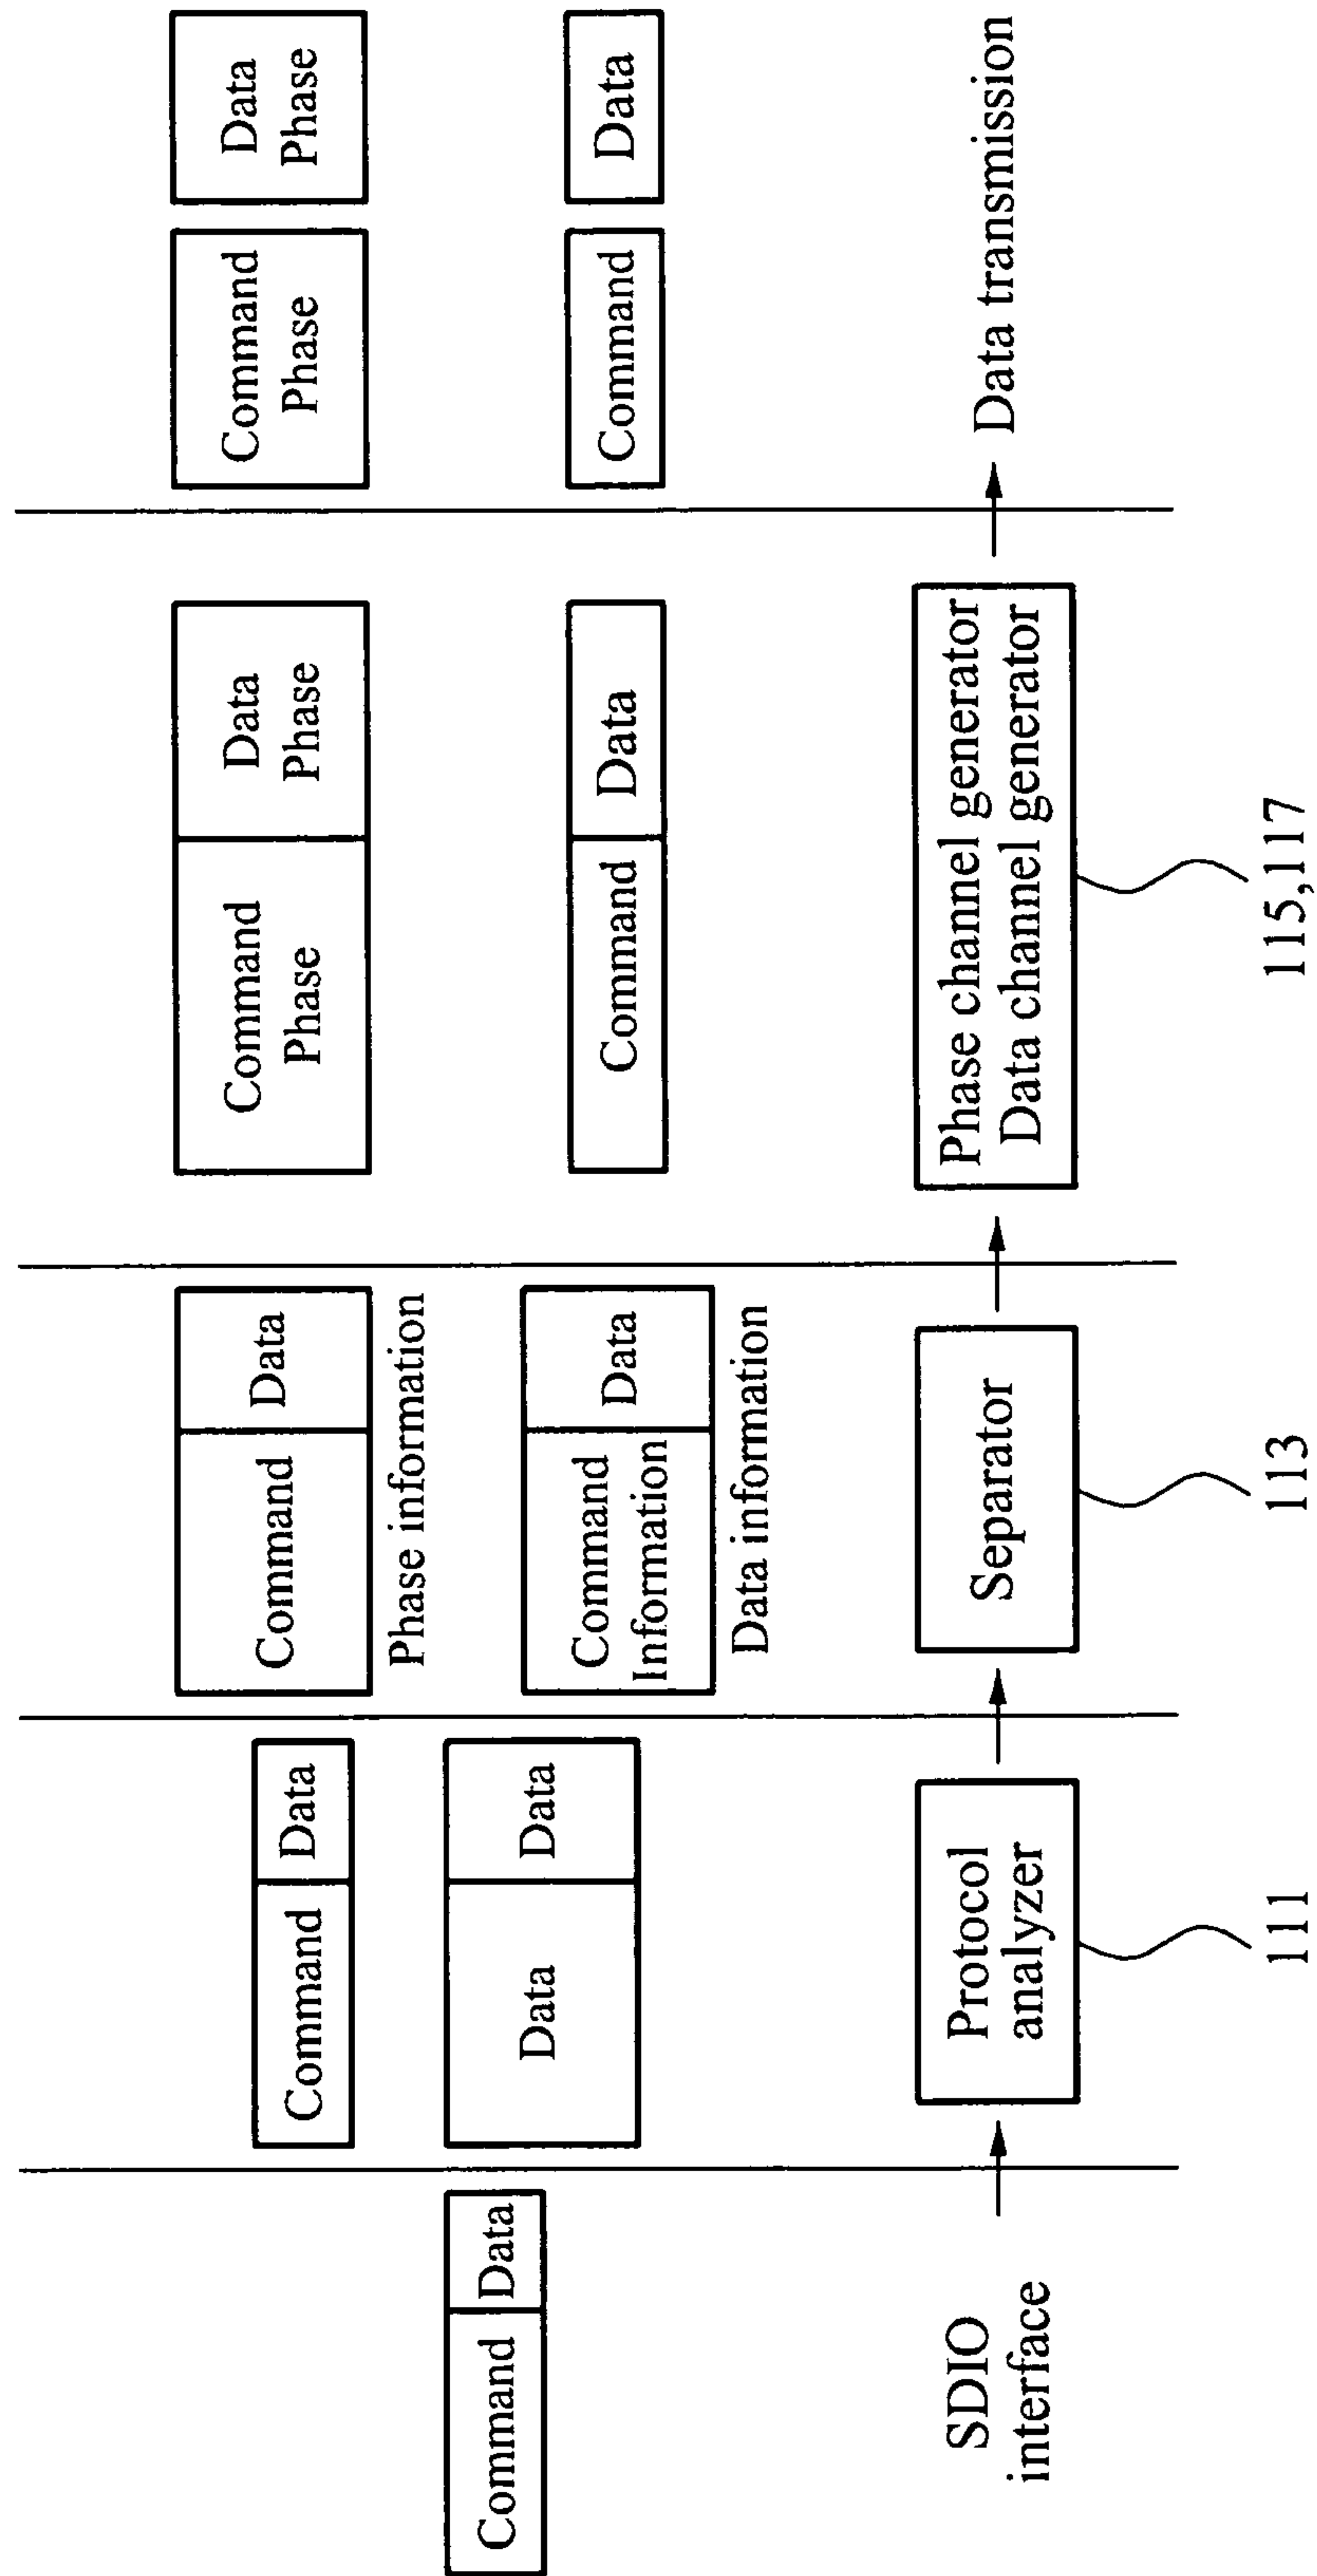 Command
Data
SDIO
interface
Command
Data
Data
Data
Protocol
analyzer
111
Command
Data
Phase information
Command
Information
Data
Data information
Separator
113
Command
Phase
Data
Phase
Command
Data
Phase channel generator
Data channel generator
115,117
Command
Phase
Data
Phase
Command
Data
Data transmission